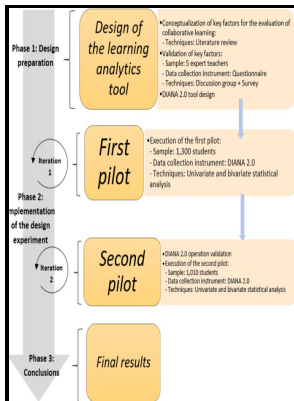 Phase 1: Design
preparation
Design of
the learning
analytics
tool
•Conceptualization of key factors for the evaluation of
collaborative learning:
- Techniques: Literature review
•Validation of key factors:
- Sample: 5 expert teachers
- Data collection instrument: Questionnaire
- Techniques: Discussion group + Survey
•DIANA 2.0 tool design
Iteration
1
First
pilot
•Execution of the first pilot:
- Sample: 1,300 students
- Data collection instrument: DIANA 2.0
- Techniques: Univariate and bivariate statistical
analysis
Phase 2:
Implementation
of the design
experiment
Iteration
2
Second
pilot
•DIANA 2.0 operation validation
•Execution of the second pilot:
- Sample: 1,010 students
- Data collection instrument: DIANA 2.0
- Techniques: Univariate and bivariate statistical analysis
Phase 3:
Conclusions
Final results